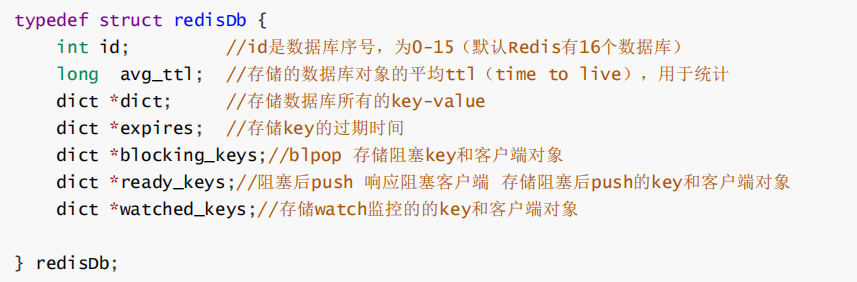 typedef struct redisDb {
int id; //id是数据库序号，为0-15（默认Redis有16个数据库）
long avg_ttl; //存储的数据库对象的平均ttl（time to live），用于统计
dict *dict; //存储数据库所有的key-value
dict *expires; //存储key的过期时间
dict *blocking_keys;//blpop 存储阻塞key和客户端对象
dict *ready_keys;//阻塞后push 响应阻塞客户端 存储阻塞后push的key和客户端对象
dict *watched_keys;//存储watch监控的的key和客户端对象
} redisDb;